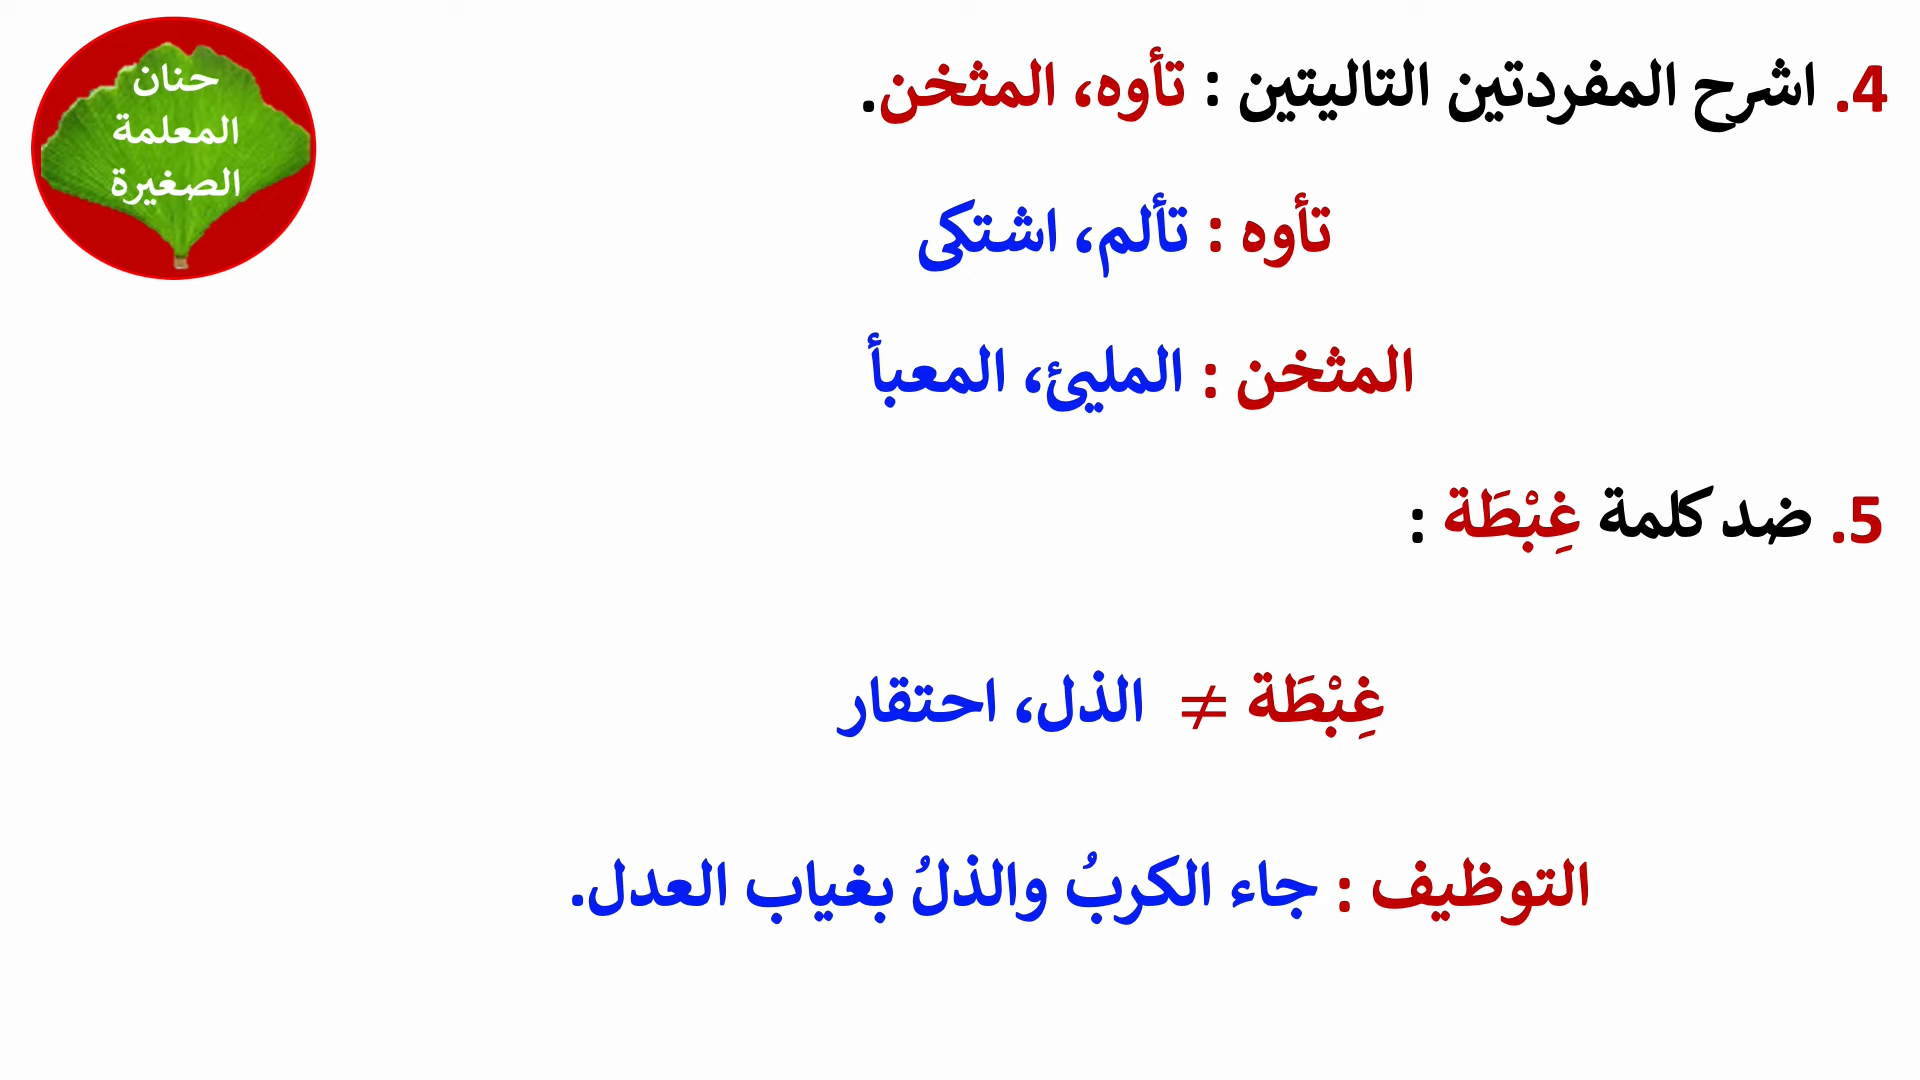 حنان
المعلمة
الصغيرة
4. اشرح المفردتين التاليتين : تأوه، المثخن.
تأوه : تألم، اشتكى
المثخن : المليئ، المعبأ
5. ضد كلمة غِبْطَة :
غِبْطَة ≠ الذل، احتقار
التوظيف : جاء الكربُ والذلُ بغياب العدل.